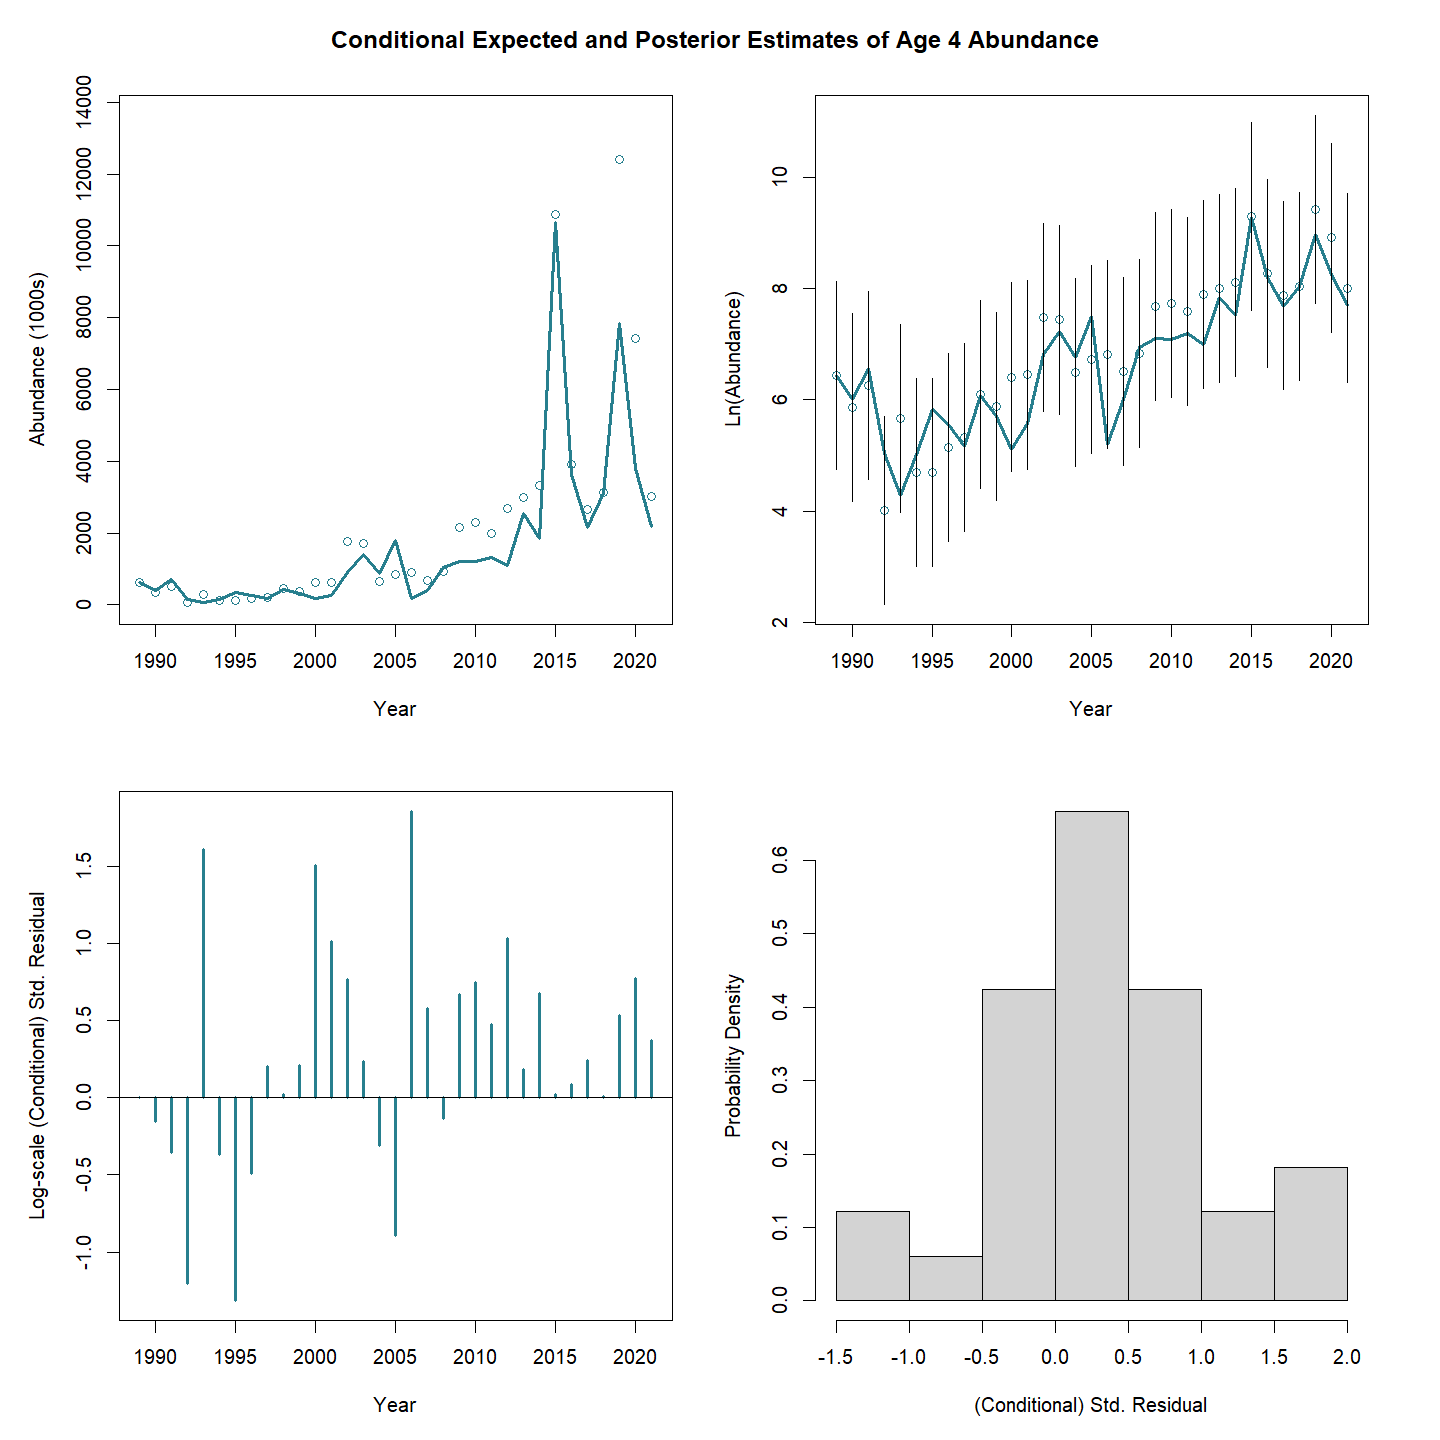 Conditional Expected and Posterior Estimates of Age 4 Abundance
Abundance (1000s)
14000
12000
10000
8000
6000
4000
2000
0
1990 1995 2000 2005 2010 2015 2020
Year
Ln(Abundance)
10
8
6
4
2
1990 1995 2000 2005 2010 2015 2020
Year
Log-scale (Conditional) Std. Residual
1.5
1.0
0.5
0.0
-0.5
-1.0
1990 1995 2000 2005 2010 2015 2020
Year
Probability Density
0.6
0.5
0.4
0.3
0.2
0.1
0.0
-1.5 -1.0 -0.5 0.0 0.5 1.0 1.5 2.0
(Conditional) Std. Residual